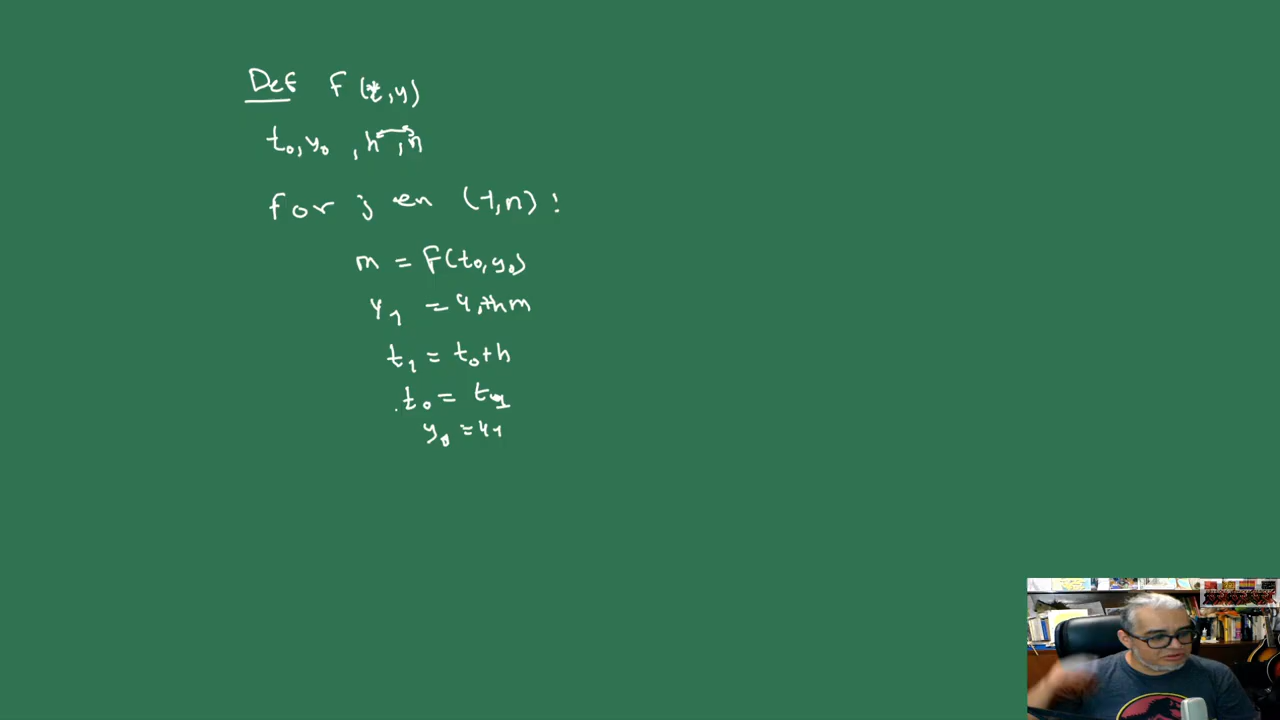 Def f(t,y)
t₀,y₀ , h , n
for j en (1,n) :
m = f(t₀,y₀)
y₁ = y₀+hm
t₁ = t₀+h
t₀ = t₁
y₀ = y₁